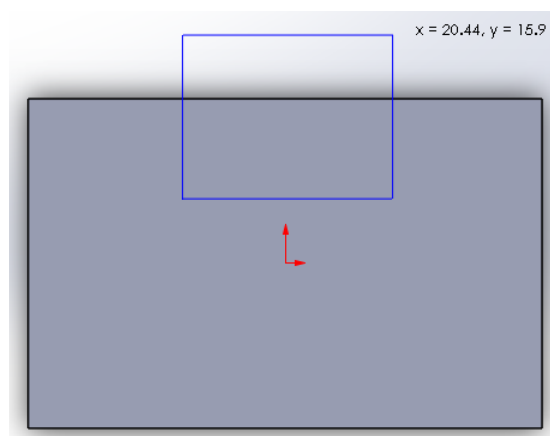 x = 20.44, y = 15.9